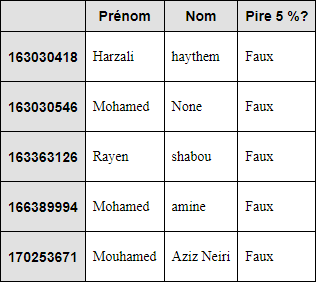 Prénom Nom Pire 5 %?
163030418 Harzali haythem Faux
163030546 Mohamed None Faux
163363126 Rayen shabou Faux
166389994 Mohamed amine Faux
170253671 Mouhamed Aziz Neiri Faux